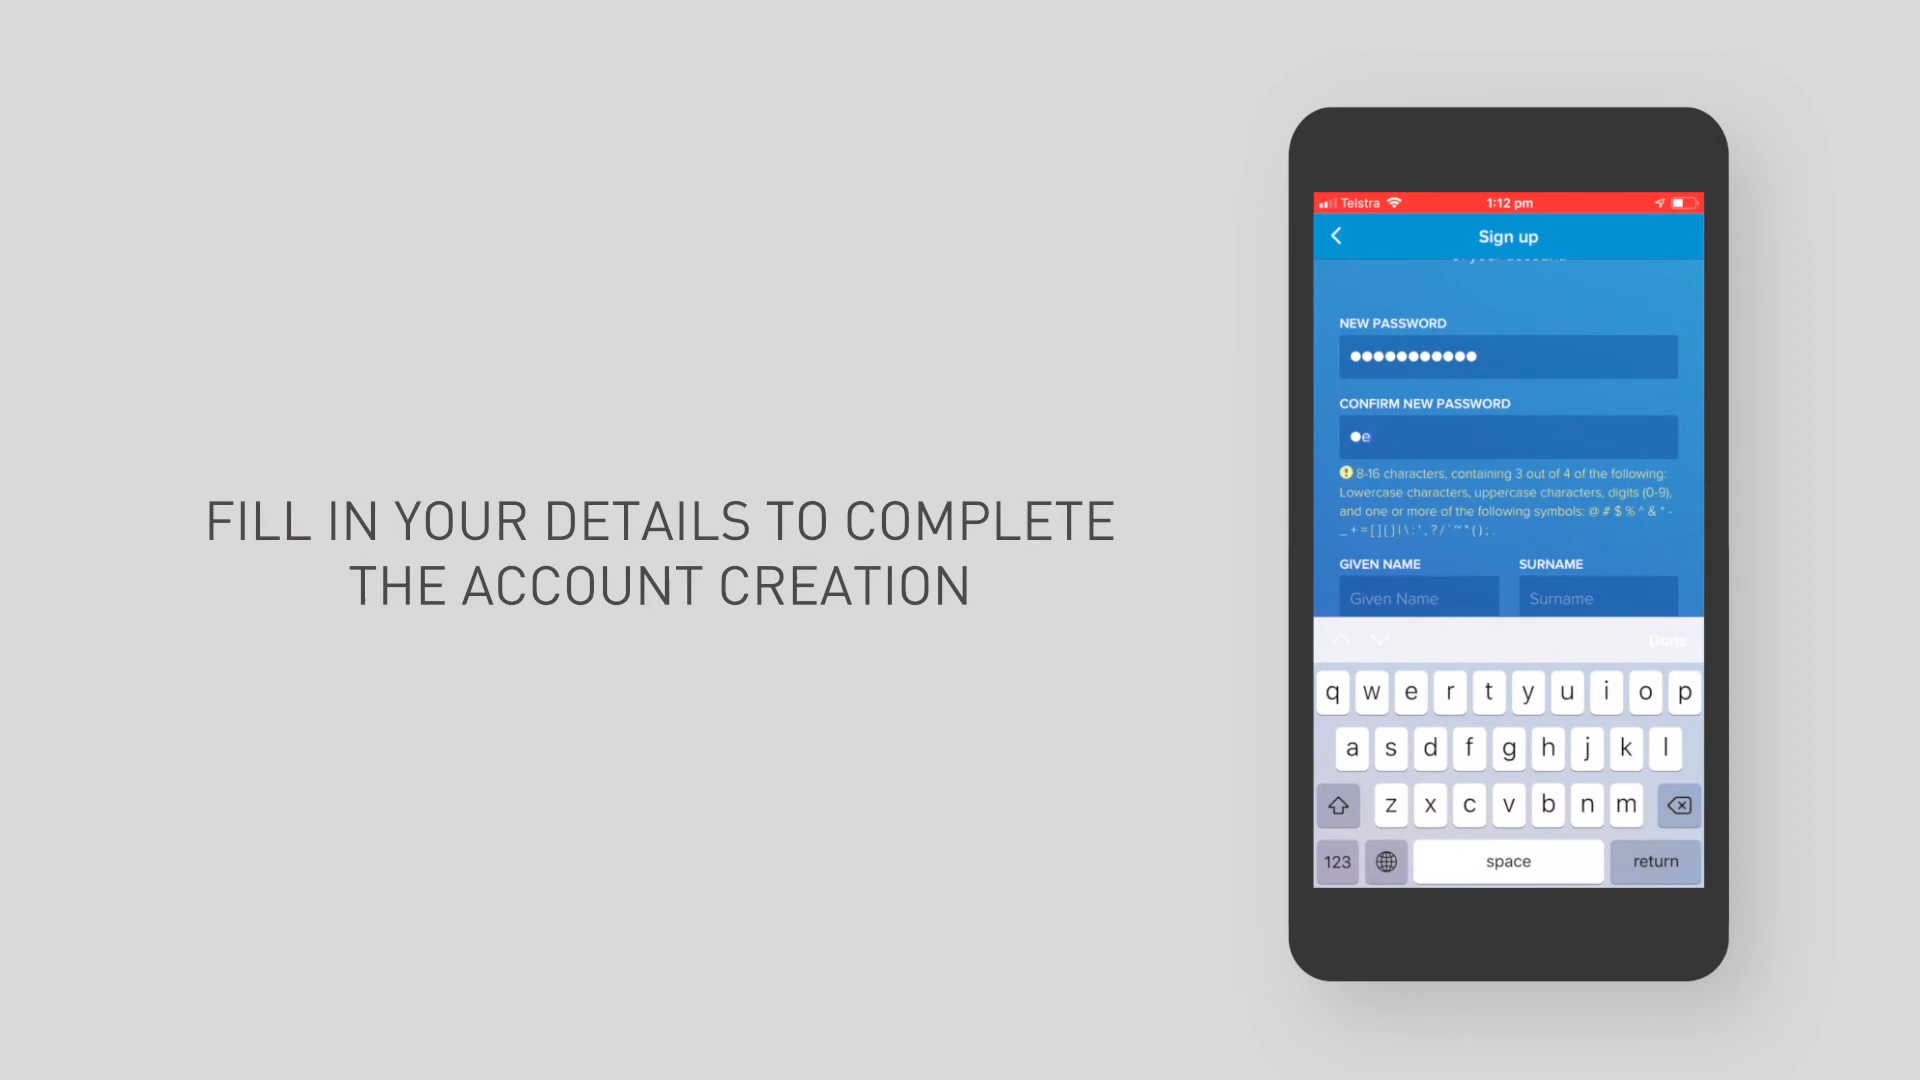 FILL IN YOUR DETAILS TO COMPLETE
THE ACCOUNT CREATION
Telstra 1:12 pm
Sign up
NEW PASSWORD
●●●●●●●●●●●
CONFIRM NEW PASSWORD
●e
8-16 characters, containing 3 out of 4 of the following:
Lowercase characters, uppercase characters, digits (0-9),
and one or more of the following symbols: @ # $ % ^ & * -
GIVEN NAME SURNAME
Given Name Surname
Done
q w e r t y u i o p
a s d f g h j k l
z x c v b n m
123 space return